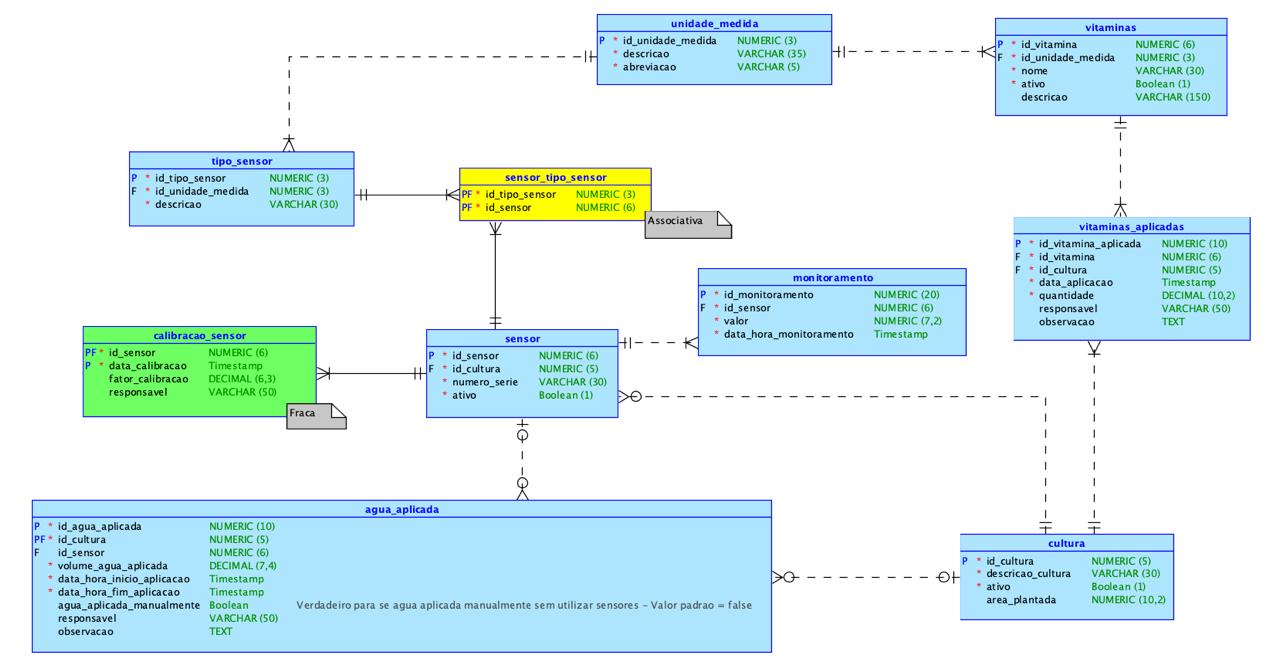 unidade_medida
P * id_unidade_medida NUMERIC (3)
* descricao VARCHAR (35)
* abreviacao VARCHAR (5)
vitaminas
P * id_vitamina NUMERIC (6)
F * id_unidade_medida NUMERIC (3)
* nome VARCHAR (30)
* ativo Boolean (1)
descricao VARCHAR (150)
tipo_sensor
P * id_tipo_sensor NUMERIC (3)
F * id_unidade_medida NUMERIC (3)
* descricao VARCHAR (30)
sensor_tipo_sensor
PF * id_tipo_sensor NUMERIC (3)
PF * id_sensor NUMERIC (6)
Associativa
vitaminas_aplicadas
P * id_vitamina_aplicada NUMERIC (10)
F * id_vitamina NUMERIC (6)
F * id_cultura NUMERIC (5)
* data_aplicacao Timestamp
* quantidade DECIMAL (10,2)
responsavel VARCHAR (50)
observacao TEXT
monitoramento
P * id_monitoramento NUMERIC (20)
F * id_sensor NUMERIC (6)
* valor NUMERIC (7,2)
* data_hora_monitoramento Timestamp
calibracao_sensor
PF * id_sensor NUMERIC (6)
P * data_calibracao Timestamp
fator_calibracao DECIMAL (6,3)
responsavel VARCHAR (50)
Fraca
sensor
P * id_sensor NUMERIC (6)
F * id_cultura NUMERIC (5)
* numero_serie VARCHAR (30)
* ativo Boolean (1)
agua_aplicada
P * id_agua_aplicada NUMERIC (10)
PF * id_cultura NUMERIC (5)
F id_sensor NUMERIC (6)
* volume_agua_aplicada DECIMAL (7,4)
* data_hora_inicio_aplicacao Timestamp
* data_hora_fim_aplicacao Timestamp
agua_aplicada_manualmente Boolean Verdadeiro para se agua aplicada manualmente sem utilizar sensores - Valor padrao = false
responsavel VARCHAR (50)
observacao TEXT
cultura
P * id_cultura NUMERIC (5)
* descricao_cultura VARCHAR (30)
* ativo Boolean (1)
area_plantada NUMERIC (10,2)